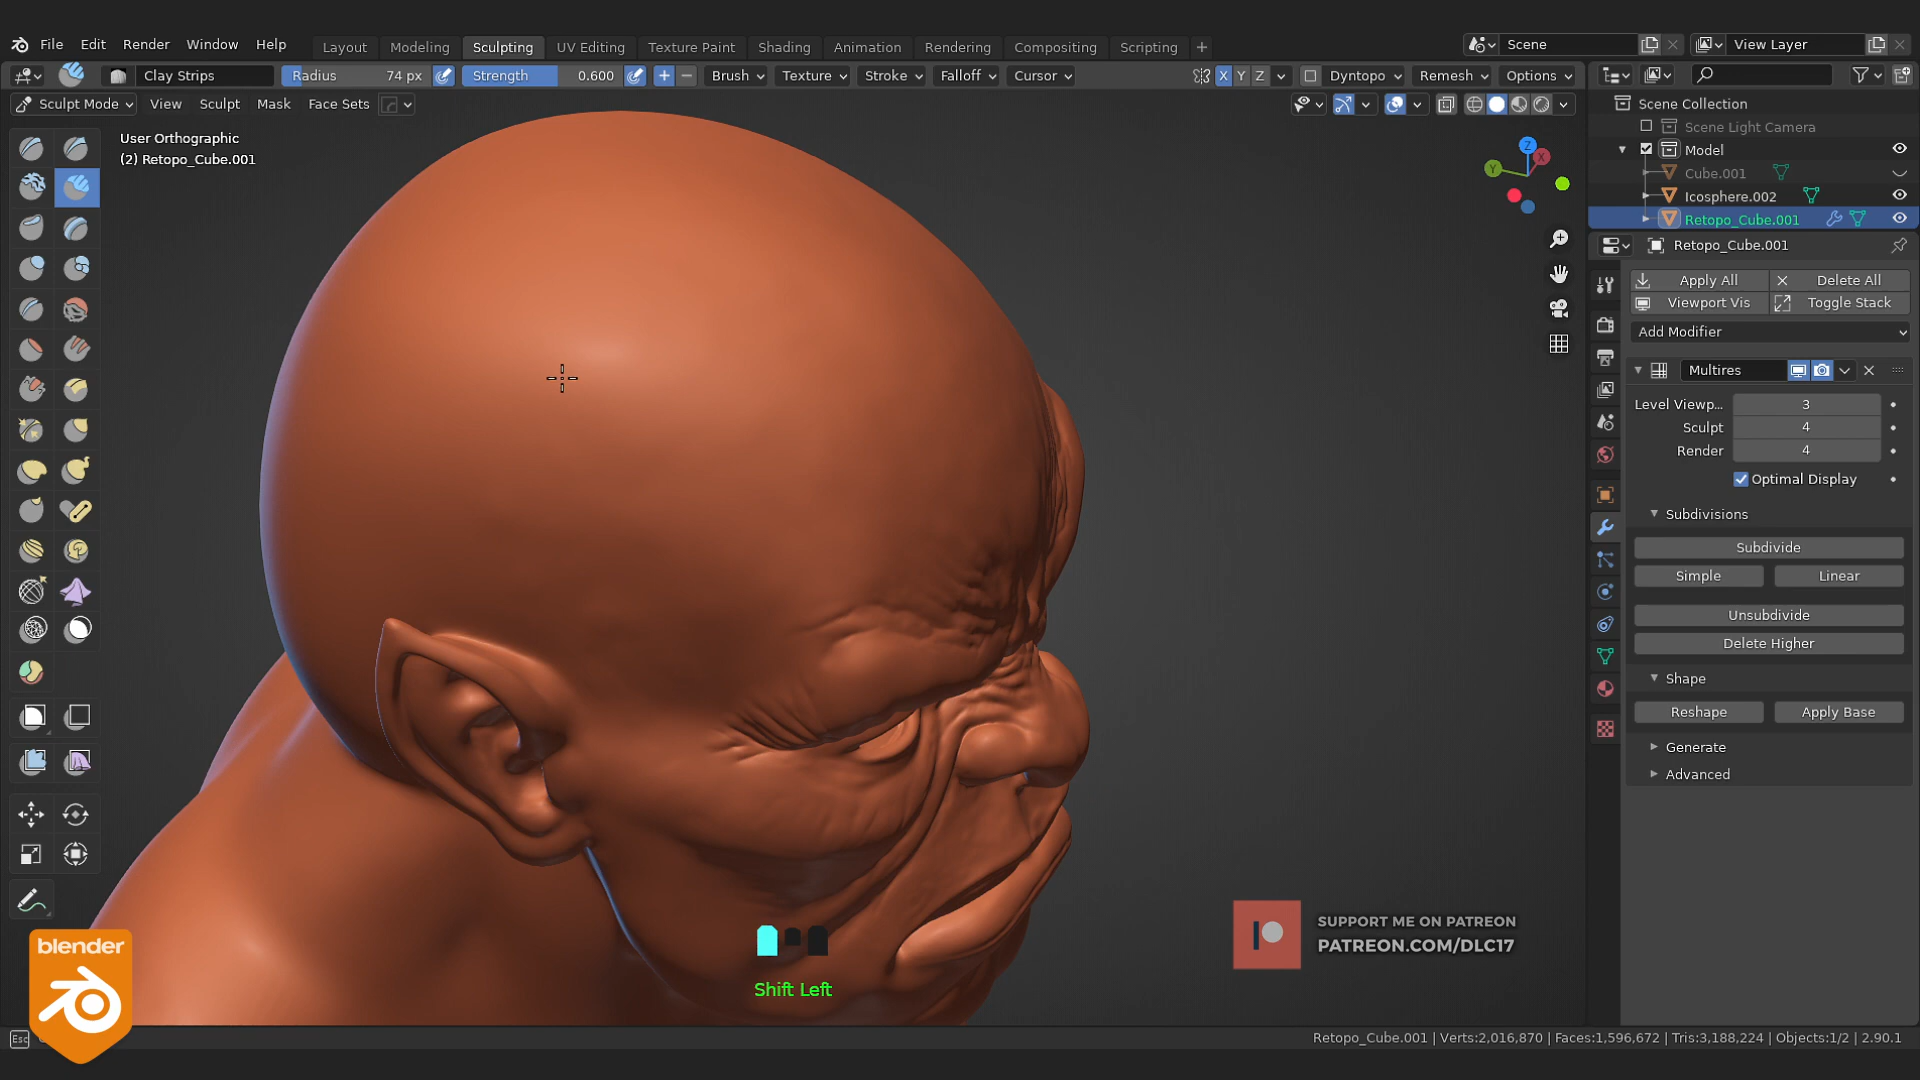 File Edit Render Window Help Layout Modeling Sculpting UV Editing Texture Paint Shading Animation Rendering Compositing Scripting + Scene View Layer
Clay Strips Radius 74 px Strength 0.600 Brush Texture Stroke Falloff Cursor X Y Z Dyntopo Remesh Options
Sculpt Mode View Sculpt Mask Face Sets
User Orthographic
(2) Retopo_Cube.001
Z
X
Y
Scene Collection
Scene Light Camera
Model
Cube.001
Icosphere.002
Retopo_Cube.001
Retopo_Cube.001
Apply All Delete All
Viewport Vis Toggle Stack
Add Modifier
Multires
Level Viewp... 3
Sculpt 4
Render 4
Optimal Display
Subdivisions
Subdivide
Simple Linear
Unsubdivide
Delete Higher
Shape
Reshape Apply Base
Generate
Advanced
SUPPORT ME ON PATREON
PATREON.COM/DLC17
Shift Left
blender
Esc
Retopo_Cube.001 | Verts:2,016,870 | Faces:1,596,672 | Tris:3,188,224 | Objects:1/2 | 2.90.1